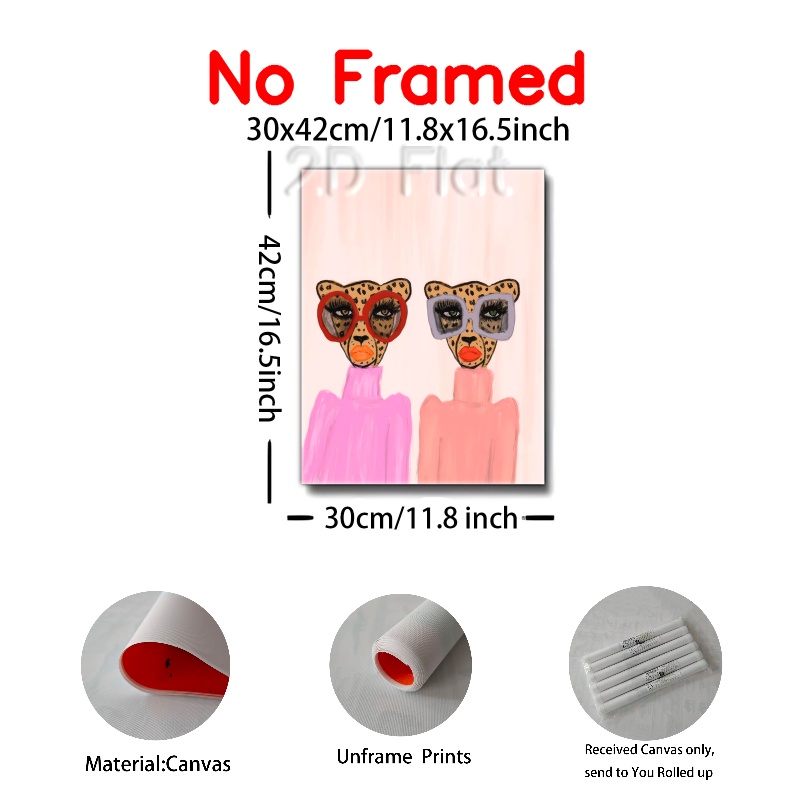 No Framed
30x42cm/11.8x16.5inch
2D Flat
42cm/16.5inch
30cm/11.8 inch
Material:Canvas
Unframe Prints
Received Canvas only,
send to You Rolled up